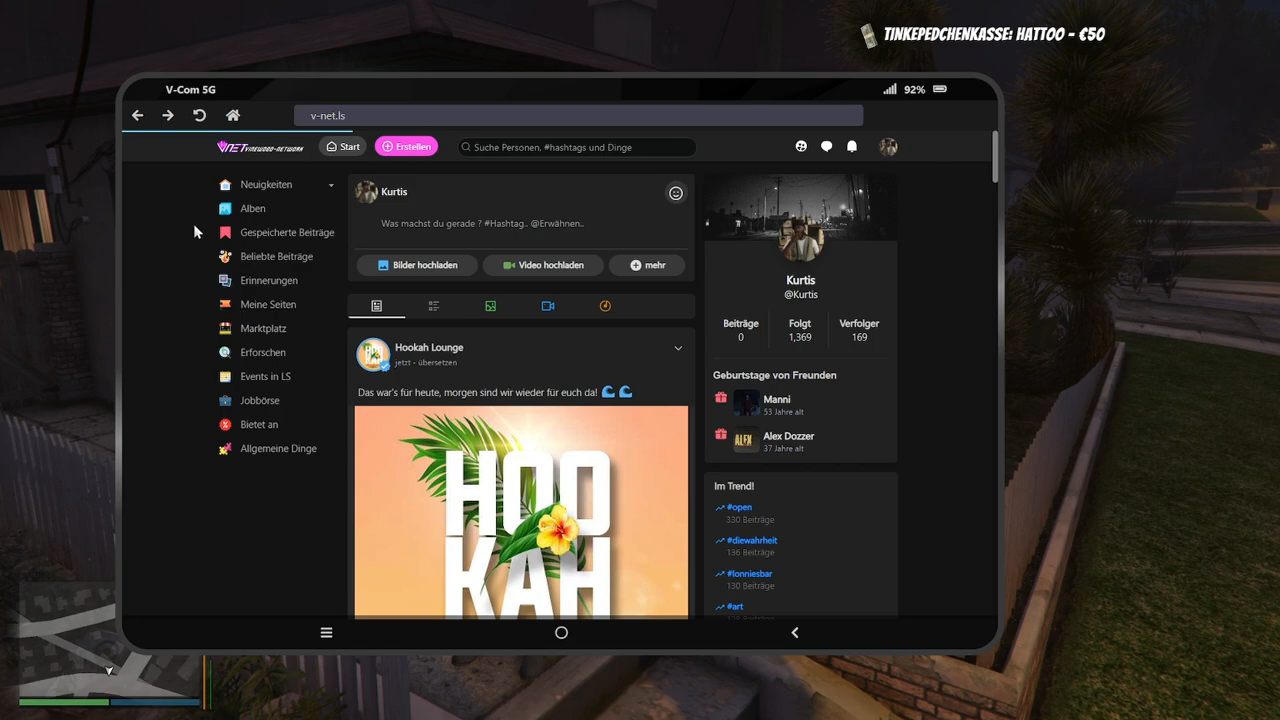 TINKEPEDCHENKASSE: HATTOO - €50
V-Com 5G
92%
v-net.ls
VNET VINEWOOD-NETWORK
Start
Erstellen
Suche Personen, #hashtags und Dinge
Neuigkeiten
Alben
Gespeicherte Beiträge
Beliebte Beiträge
Erinnerungen
Meine Seiten
Marktplatz
Erforschen
Events in LS
Jobbörse
Bietet an
Allgemeine Dinge
Kurtis
Was machst du gerade ? #Hashtag.. @Erwähnen..
Bilder hochladen
Video hochladen
mehr
Hookah Lounge
jetzt - übersetzen
Das war's für heute, morgen sind wir wieder für euch da!
HOO
KAH
Kurtis
@Kurtis
Beiträge
0
Folgt
1,369
Verfolger
169
Geburtstage von Freunden
Manni
53 Jahre alt
ALEX
Alex Dozzer
37 Jahre alt
Im Trend!
#open
330 Beiträge
#diewahrheit
136 Beiträge
#lonniesbar
130 Beiträge
#art